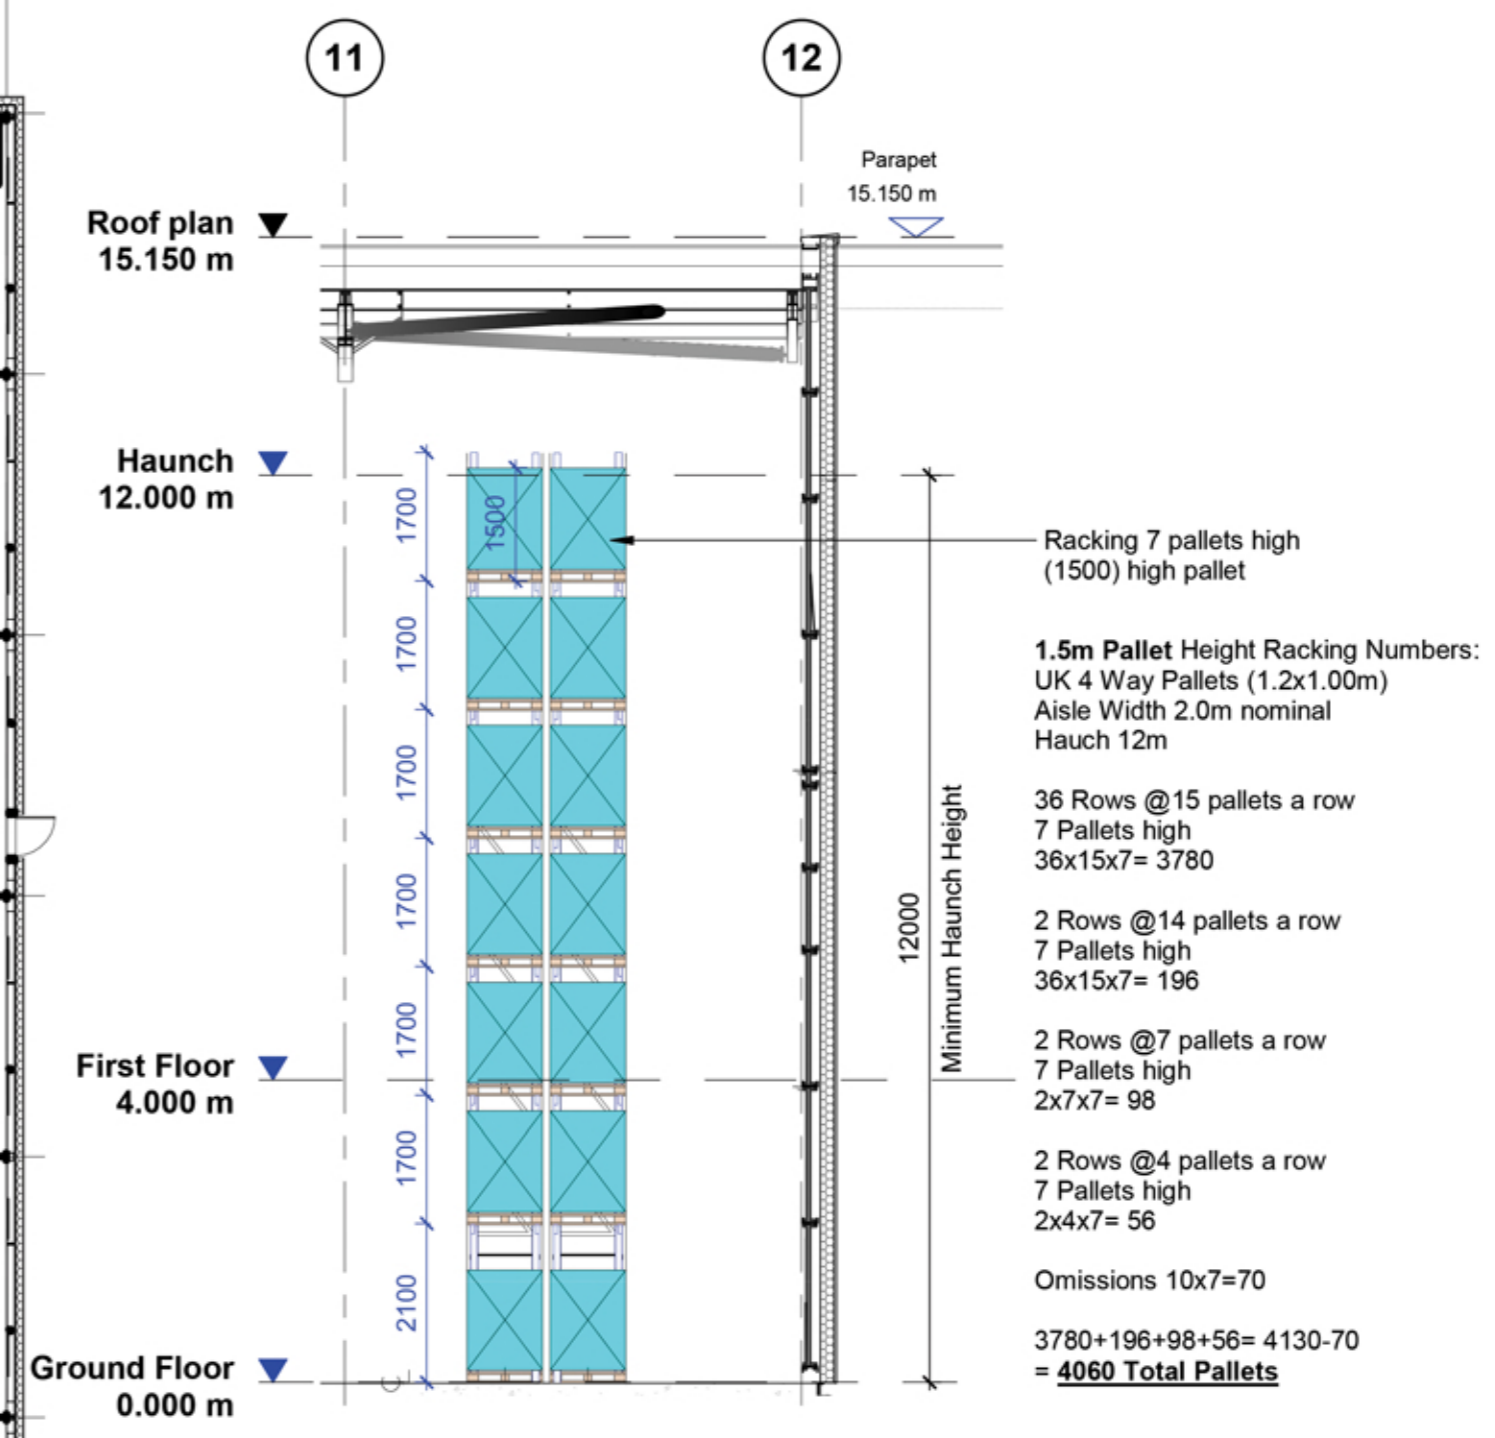 11
12
Parapet
15.150 m
Roof plan
15.150 m
Haunch
12.000 m
1700
1500
1700
1700
1700
1700
1700
2100
12000
Minimum Haunch Height
First Floor
4.000 m
Ground Floor
0.000 m
Racking 7 pallets high
(1500) high pallet
1.5m Pallet Height Racking Numbers:
UK 4 Way Pallets (1.2x1.00m)
Aisle Width 2.0m nominal
Hauch 12m
36 Rows @15 pallets a row
7 Pallets high
36x15x7= 3780
2 Rows @14 pallets a row
7 Pallets high
36x15x7= 196
2 Rows @7 pallets a row
7 Pallets high
2x7x7= 98
2 Rows @4 pallets a row
7 Pallets high
2x4x7= 56
Omissions 10x7=70
3780+196+98+56= 4130-70
= 4060 Total Pallets